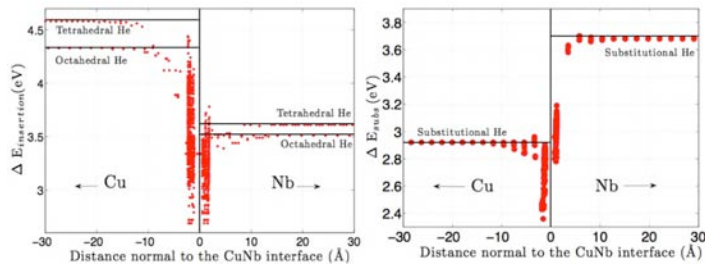 4.5
4
3.5
3
Δ E_insertion(eV)
Tetrahedral He
Octahedral He
Tetrahedral He
Octahedral He
← Cu
Nb →
-30 -20 -10 0 10 20 30
Distance normal to the CuNb interface (Å)
3.8
3.6
3.4
3.2
3
2.8
2.6
2.4
Δ E_subs(eV)
Substitutional He
Substitutional He
← Cu
Nb →
-30 -20 -10 0 10 20 30
Distance normal to the CuNb interface (Å)